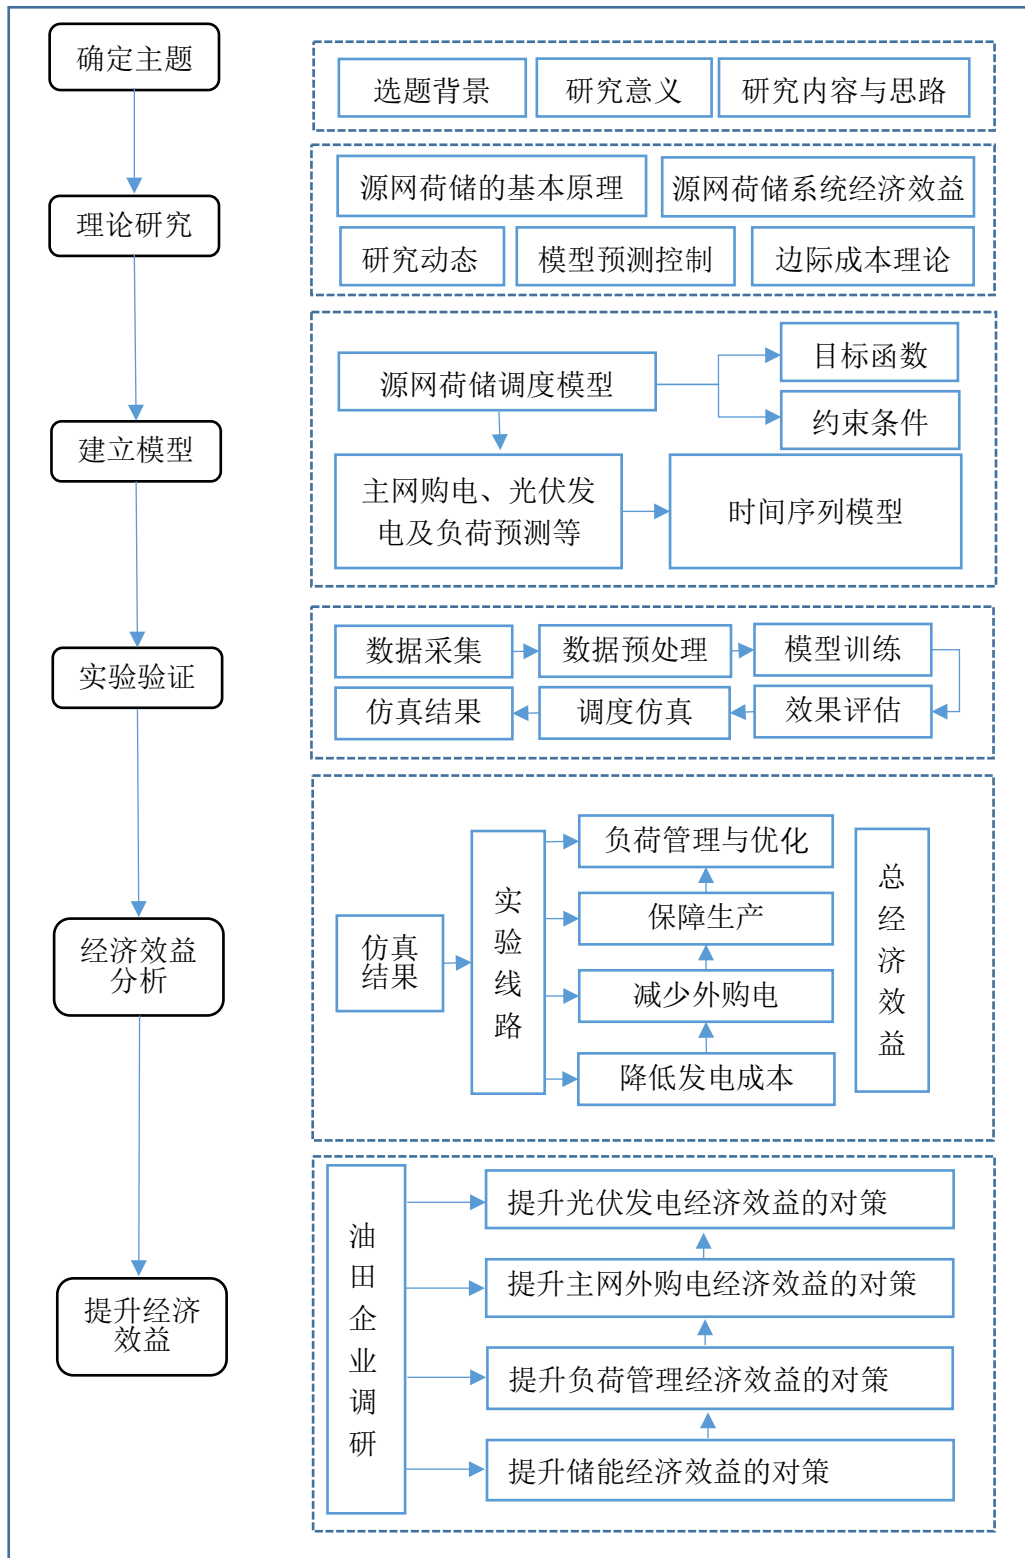 确定主题
选题背景
研究意义
研究内容与思路
理论研究
源网荷储的基本原理
源网荷储系统经济效益
研究动态
模型预测控制
边际成本理论
建立模型
源网荷储调度模型
目标函数
约束条件
主网购电、光伏发
电及负荷预测等
时间序列模型
实验验证
数据采集
数据预处理
模型训练
仿真结果
调度仿真
效果评估
经济效益
分析
仿真
结果
实验线路
负荷管理与优化
保障生产
减少外购电
降低发电成本
总经济效益
提升经济
效益
油田企业调研
提升光伏发电经济效益的对策
提升主网外购电经济效益的对策
提升负荷管理经济效益的对策
提升储能经济效益的对策